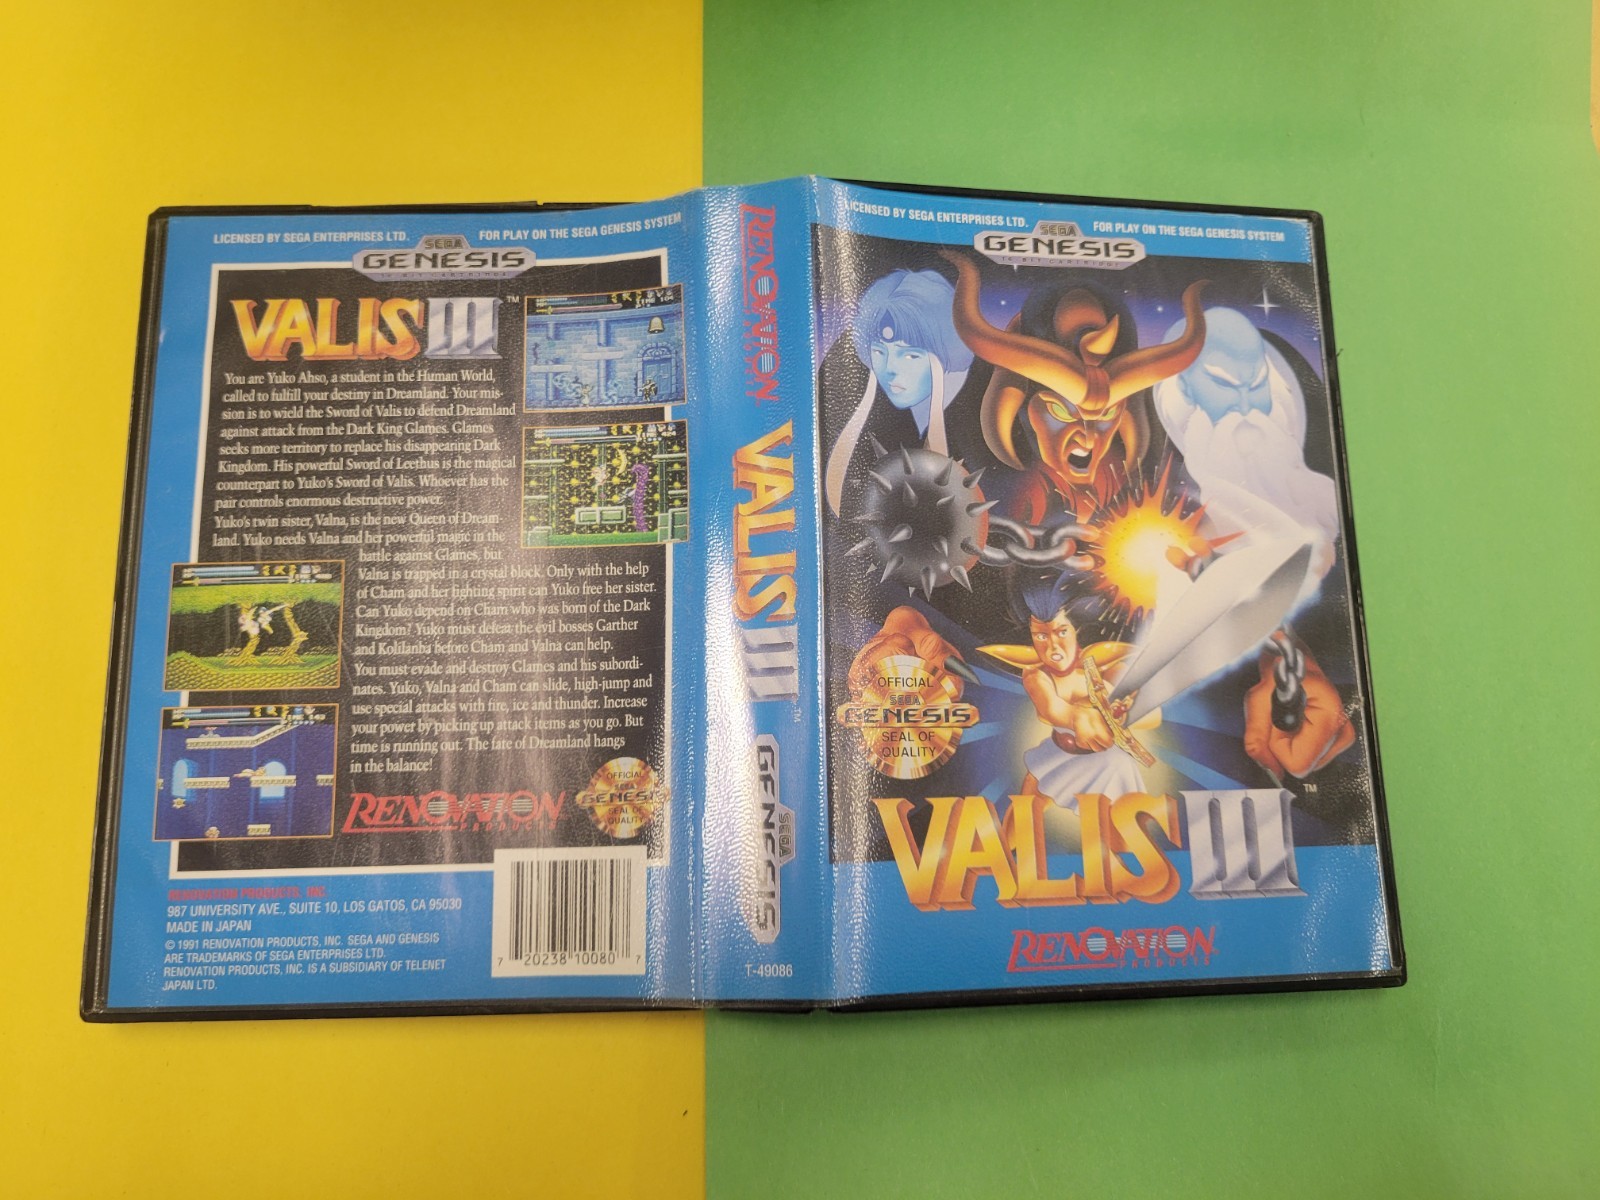 LICENSED BY SEGA ENTERPRISES LTD.
SEGA
GENESIS
16-BIT CARTRIDGE
FOR PLAY ON THE SEGA GENESIS SYSTEM
VALIS III™
You are Yuko Ahso, a student in the Human World,
called to fulfill your destiny in Dreamland. Your mis-
sion is to wield the Sword of Valis to defend Dreamland
against attack from the Dark King Glames. Glames
seeks more territory to replace his disappearing Dark
Kingdom. His powerful Sword of Leethus is the magical
counterpart to Yuko's Sword of Valis. Whoever has the
pair controls enormous destructive power.
Yuko's twin sister, Valna, is the new Queen of Dream-
land. Yuko needs Valna and her powerful magic in the
battle against Glames, but
Valna is trapped in a crystal block. Only with the help
of Cham and her fighting spirit can Yuko free her sister.
Can Yuko depend on Cham who was born of the Dark
Kingdom? Yuko must defeat the evil bosses Garther
and Kolilanba before Cham and Valna can help.
You must evade and destroy Glames and his subordi-
nates. Yuko, Valna and Cham can slide, high-jump and
use special attacks with fire, ice and thunder. Increase
your power by picking up attack items as you go. But
time is running out. The fate of Dreamland hangs
in the balance!
RENOVATION
PRODUCTS
OFFICIAL
SEGA
GENESIS
SEAL OF
QUALITY
RENOVATION PRODUCTS, INC.
987 UNIVERSITY AVE., SUITE 10, LOS GATOS, CA 95030
MADE IN JAPAN
© 1991 RENOVATION PRODUCTS, INC. SEGA AND GENESIS
ARE TRADEMARKS OF SEGA ENTERPRISES LTD.
RENOVATION PRODUCTS, INC. IS A SUBSIDIARY OF TELENET
JAPAN LTD.
7 20238 10080 7
RENOVATION
PRODUCTS
VALIS III™
SEGA
GENESIS
T-49086
LICENSED BY SEGA ENTERPRISES LTD.
SEGA
GENESIS
16-BIT CARTRIDGE
FOR PLAY ON THE SEGA GENESIS SYSTEM
OFFICIAL
SEGA
GENESIS
SEAL OF
QUALITY
VALIS III™
RENOVATION
PRODUCTS